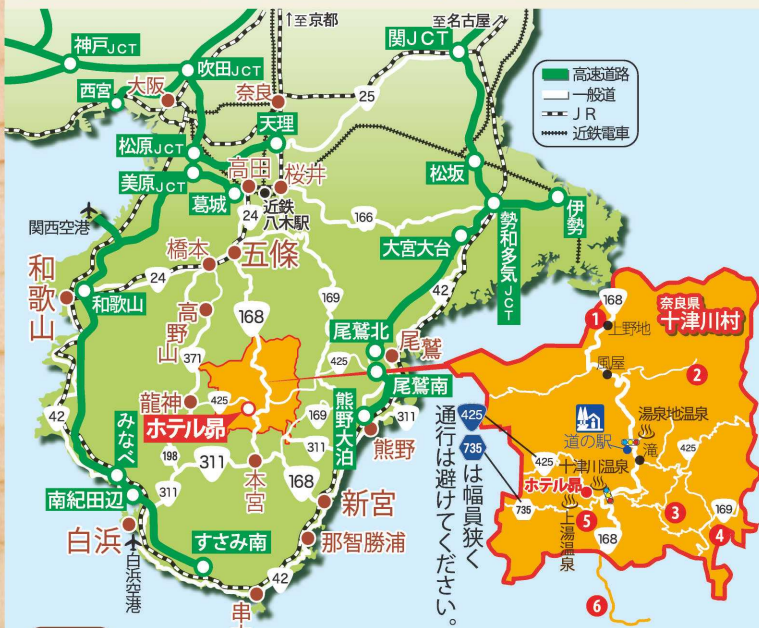 ↑至京都
至名古屋↗
神戸JCT
吹田JCT
関JCT
西宮
大阪
奈良
25
天理
高速道路
一般道
JR
近鉄電車
松原JCT
美原JCT
高田
桜井
葛城
近鉄
八木駅
松坂
24
166
伊勢
関西空港
勢和多気JCT
大宮大台
橋本
五條
和歌山
24
和歌山
42
168
169
高野山
371
尾鷲北
尾鷲
425
尾鷲南
龍神
425
ホテル昴
169
熊野大泊
311
熊野
42
みなべ
198
311
311
本宮
168
新宮
南紀田辺
白浜
白浜空港
すさみ南
那智勝浦
42
串
奈良県
十津川村
168
1
上野地
風屋
2
湯泉地温泉
道の駅
滝
425
425
十津川温泉
ホテル昴
735
5
上湯温泉
168
3
169
4
6
425
735
は幅員狭く
通行は避けてください。